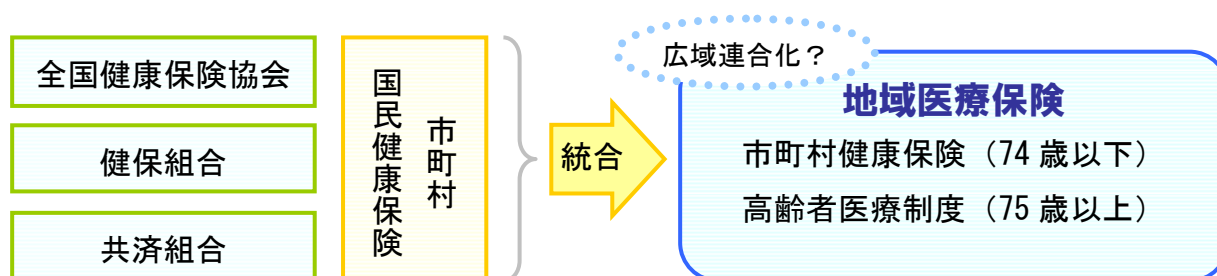 全国健康保険協会
健保組合
共済組合
市町村
国民健康保険
統合
広域連合化？
地域医療保険
市町村健康保険（74 歳以下）
高齢者医療制度（75 歳以上）